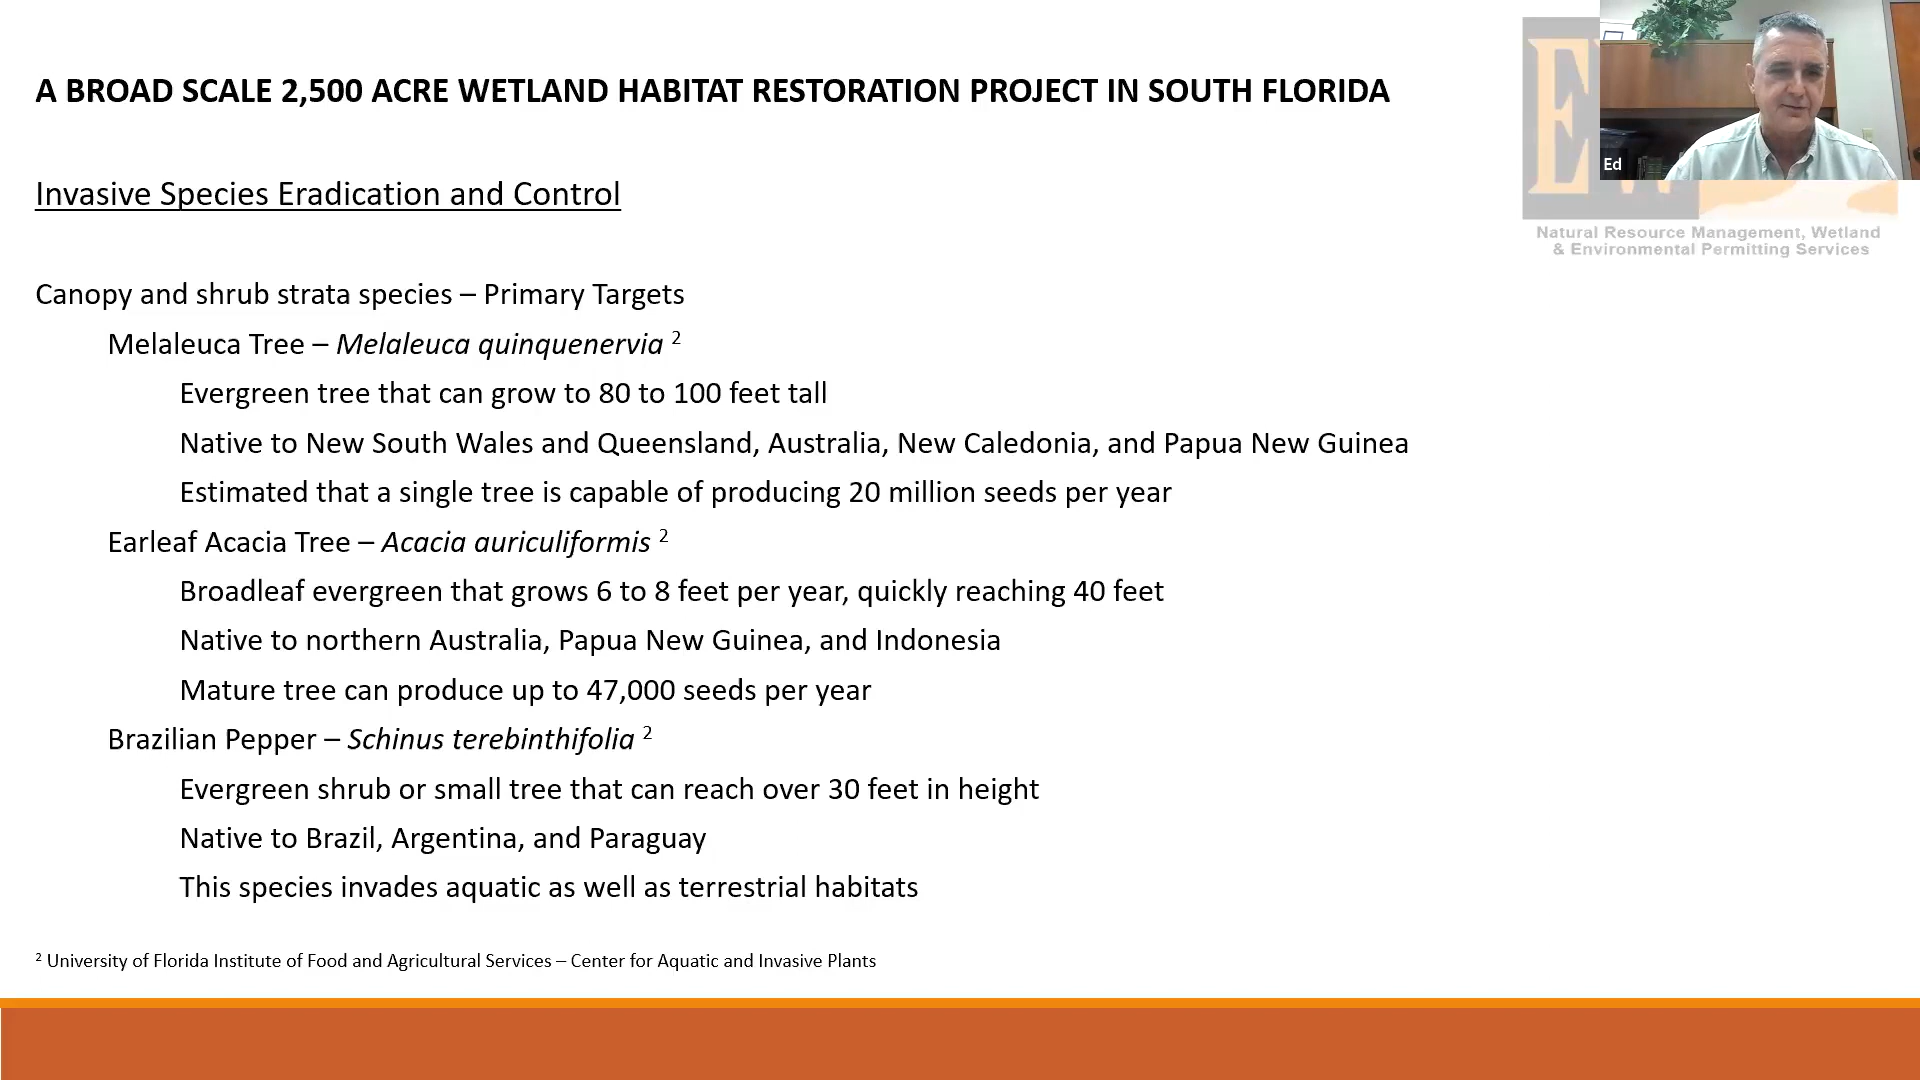 A BROAD SCALE 2,500 ACRE WETLAND HABITAT RESTORATION PROJECT IN SOUTH FLORIDA
Ed
Natural Resource Management, Wetland
& Environmental Permitting Services
Invasive Species Eradication and Control
Canopy and shrub strata species – Primary Targets
Melaleuca Tree – Melaleuca quinquenervia ²
Evergreen tree that can grow to 80 to 100 feet tall
Native to New South Wales and Queensland, Australia, New Caledonia, and Papua New Guinea
Estimated that a single tree is capable of producing 20 million seeds per year
Earleaf Acacia Tree – Acacia auriculiformis ²
Broadleaf evergreen that grows 6 to 8 feet per year, quickly reaching 40 feet
Native to northern Australia, Papua New Guinea, and Indonesia
Mature tree can produce up to 47,000 seeds per year
Brazilian Pepper – Schinus terebinthifolia ²
Evergreen shrub or small tree that can reach over 30 feet in height
Native to Brazil, Argentina, and Paraguay
This species invades aquatic as well as terrestrial habitats
² University of Florida Institute of Food and Agricultural Services – Center for Aquatic and Invasive Plants